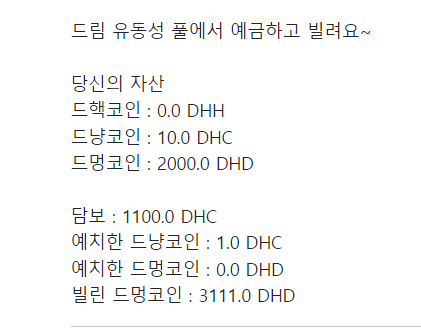 드림 유동성 풀에서 예금하고 빌려요~
당신의 자산
드핵코인 : 0.0 DHH
드냥코인 : 10.0 DHC
드멍코인 : 2000.0 DHD
담보 : 1100.0 DHC
예치한 드냥코인 : 1.0 DHC
예치한 드멍코인 : 0.0 DHD
빌린 드멍코인 : 3111.0 DHD